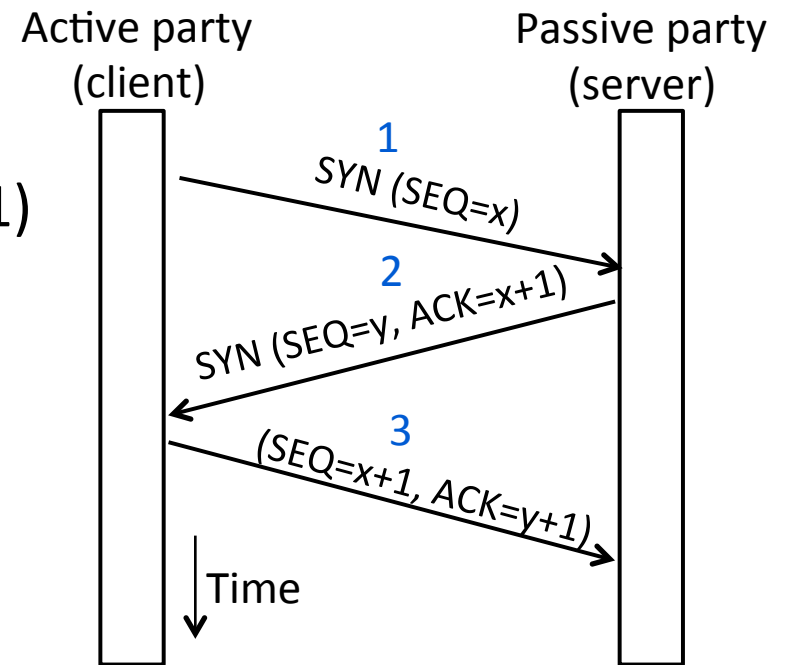 Active party
(client)
Passive party
(server)
1
SYN (SEQ=x)
1)
2
SYN (SEQ=y, ACK=x+1)
3
(SEQ=x+1, ACK=y+1)
Time